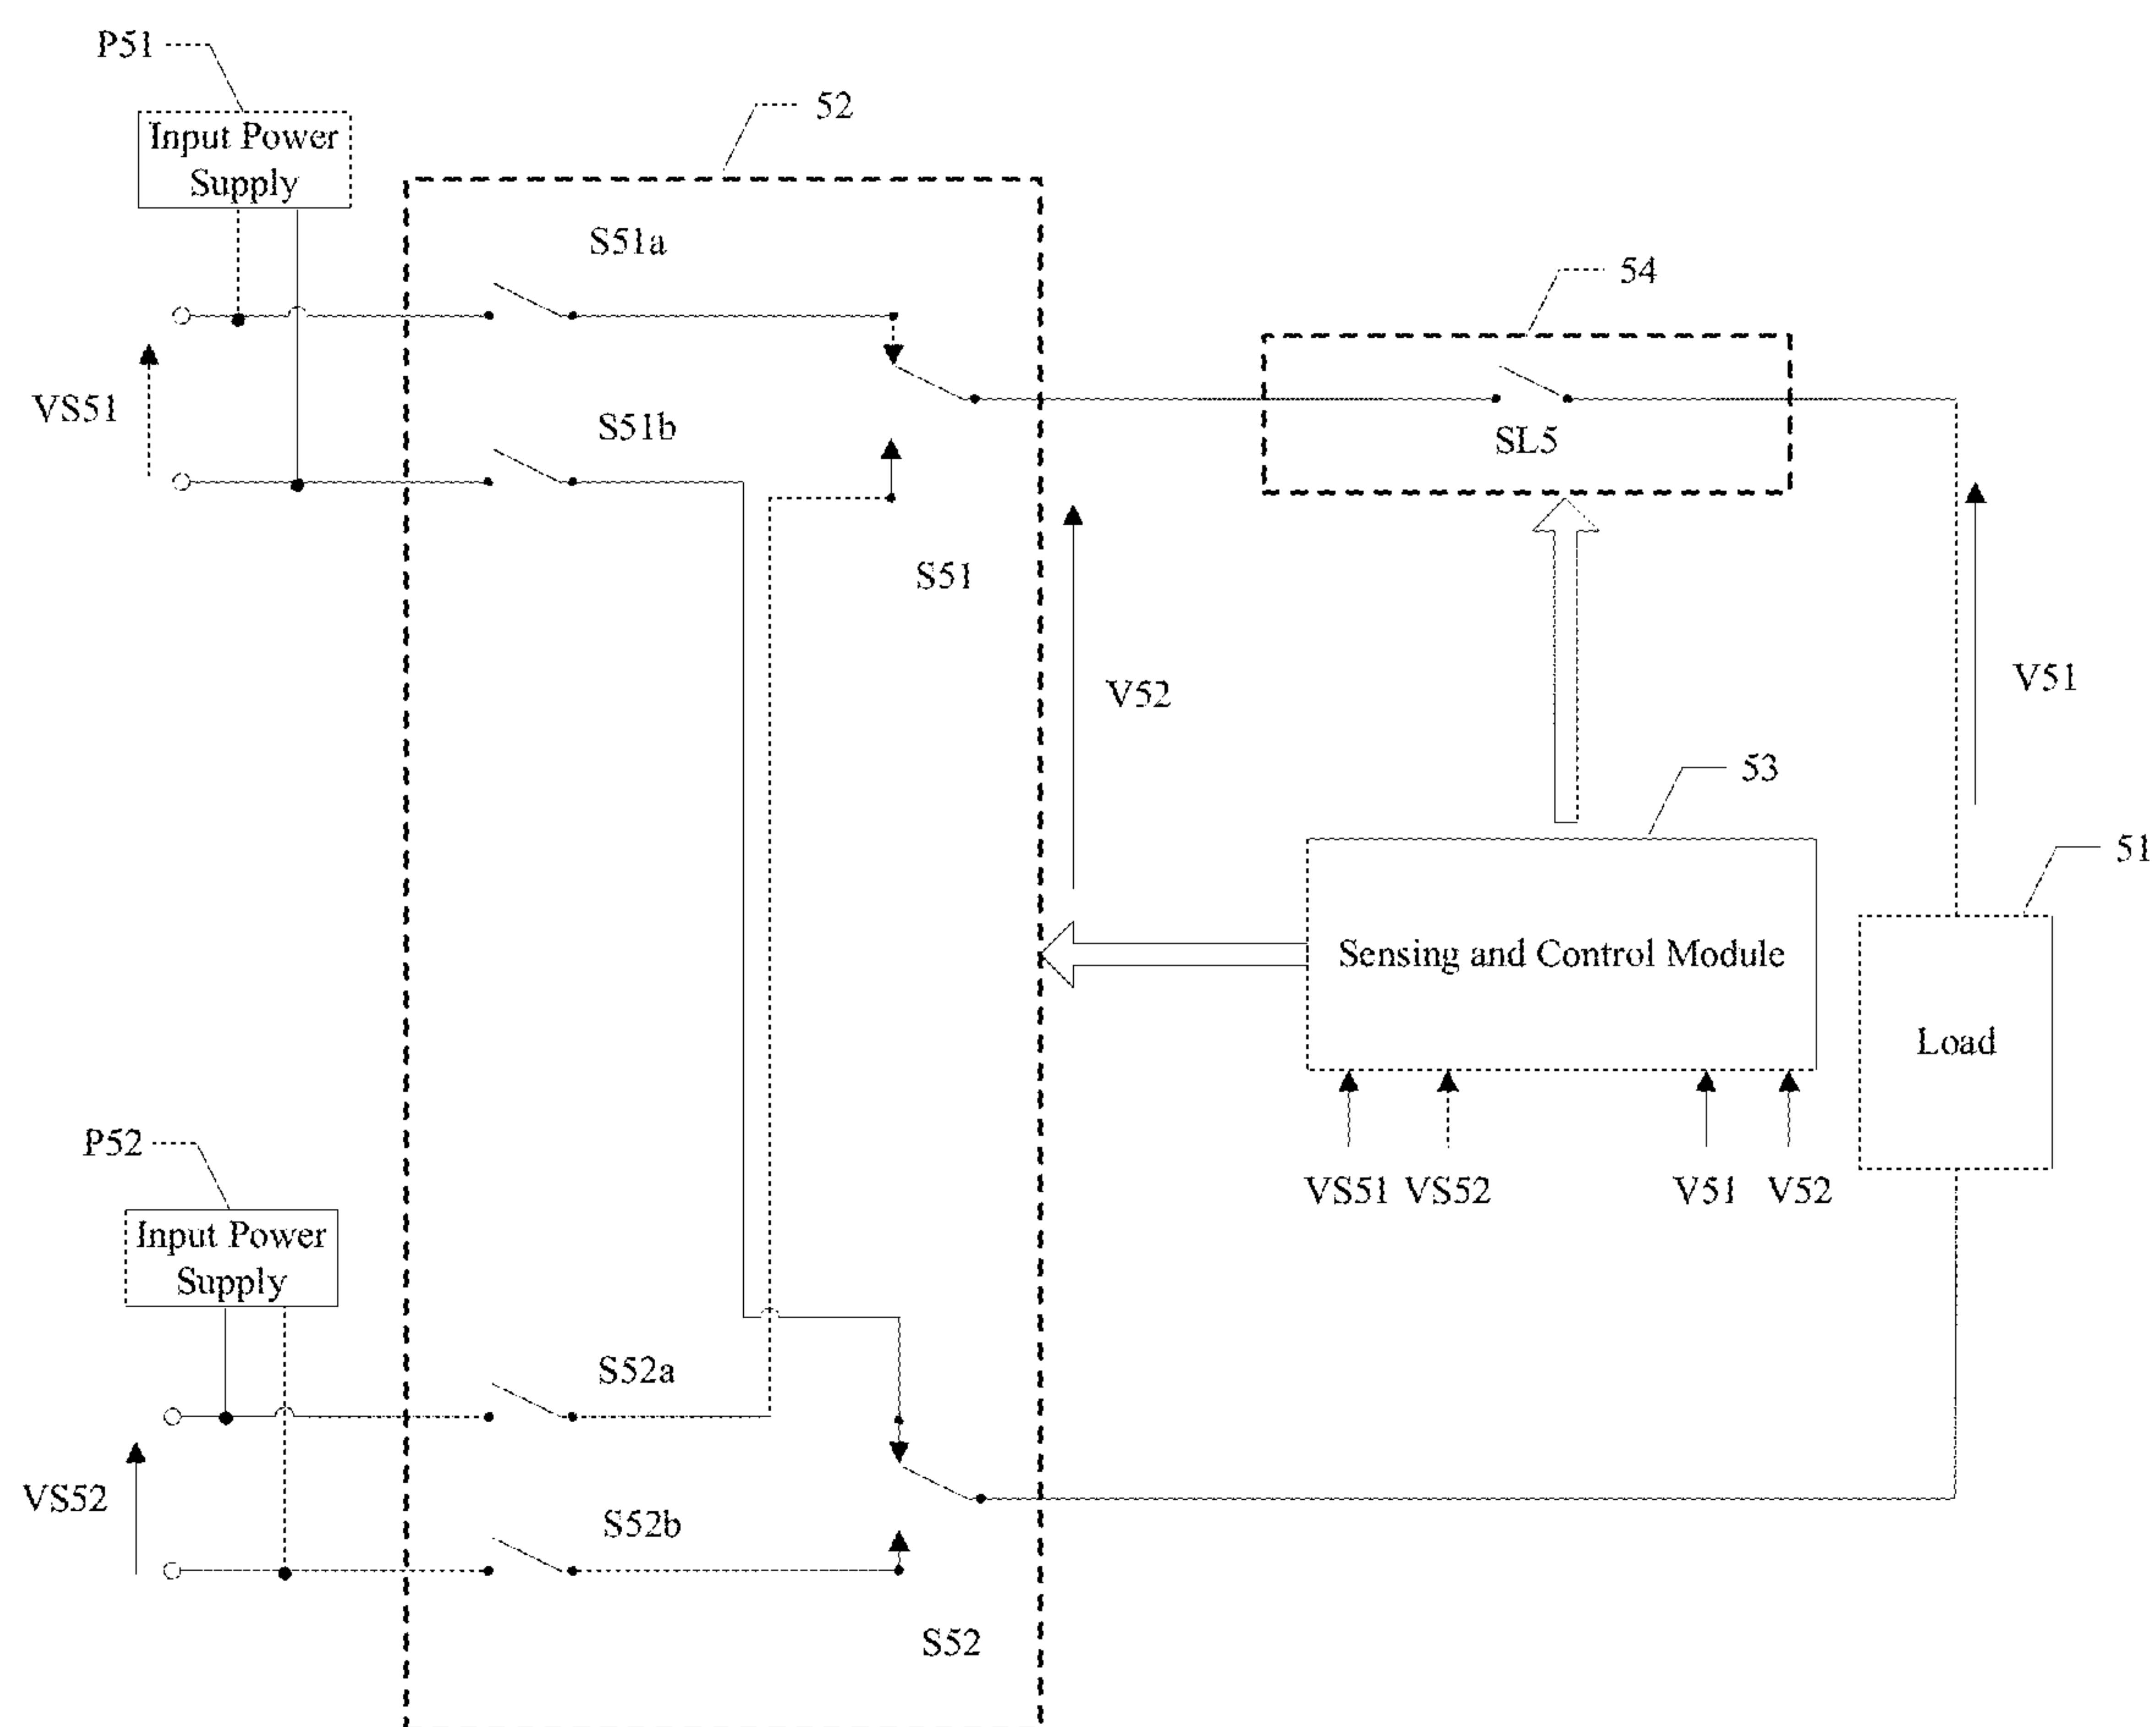 P51
Input Power
Supply
52
S51a
54
VS51
S51b
SL5
S51
V52
V51
53
51
Sensing and Control Module
Load
P52
VS51 VS52 V51 V52
Input Power
Supply
S52a
VS52
S52b
S52